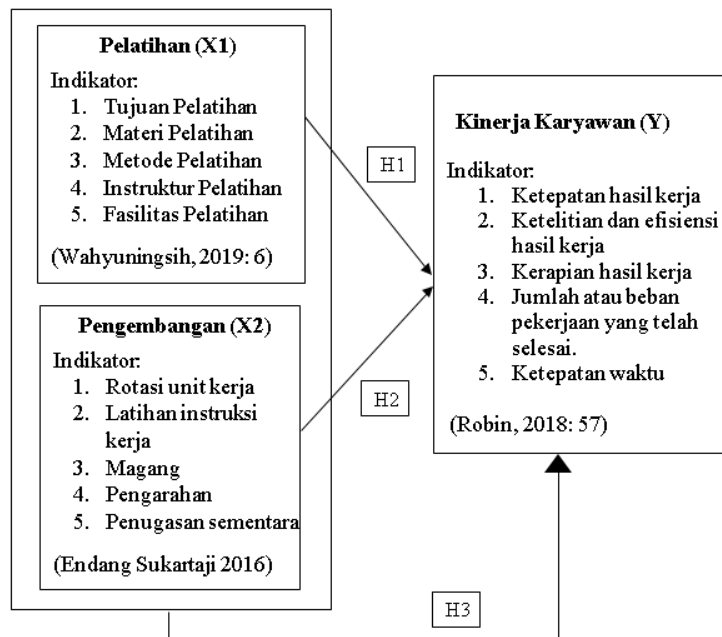 Pelatihan (X1)
Indikator:
1. Tujuan Pelatihan
2. Materi Pelatihan
3. Metode Pelatihan
4. Instruktur Pelatihan
5. Fasilitas Pelatihan
(Wahyuningsih, 2019: 6)
Pengembangan (X2)
Indikator:
1. Rotasi unit kerja
2. Latihan instruksi
kerja
3. Magang
4. Pengarahan
5. Penugasan sementara
(Endang Sukartaji 2016)
H1
H2
Kinerja Karyawan (Y)
Indikator:
1. Ketepatan hasil kerja
2. Ketelitian dan efisiensi
hasil kerja
3. Kerapian hasil kerja
4. Jumlah atau beban
pekerjaan yang telah
selesai.
5. Ketepatan waktu
(Robin, 2018: 57)
H3